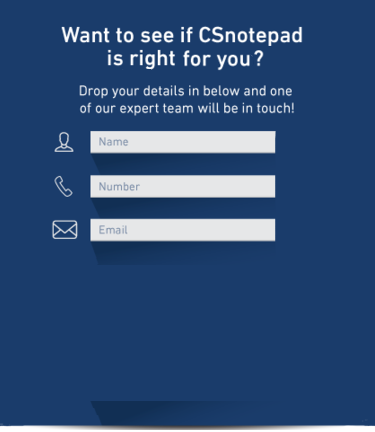 Want to see if CSnotepad
is right for you?
Drop your details in below and one
of our expert team will be in touch!
Name
Number
Email